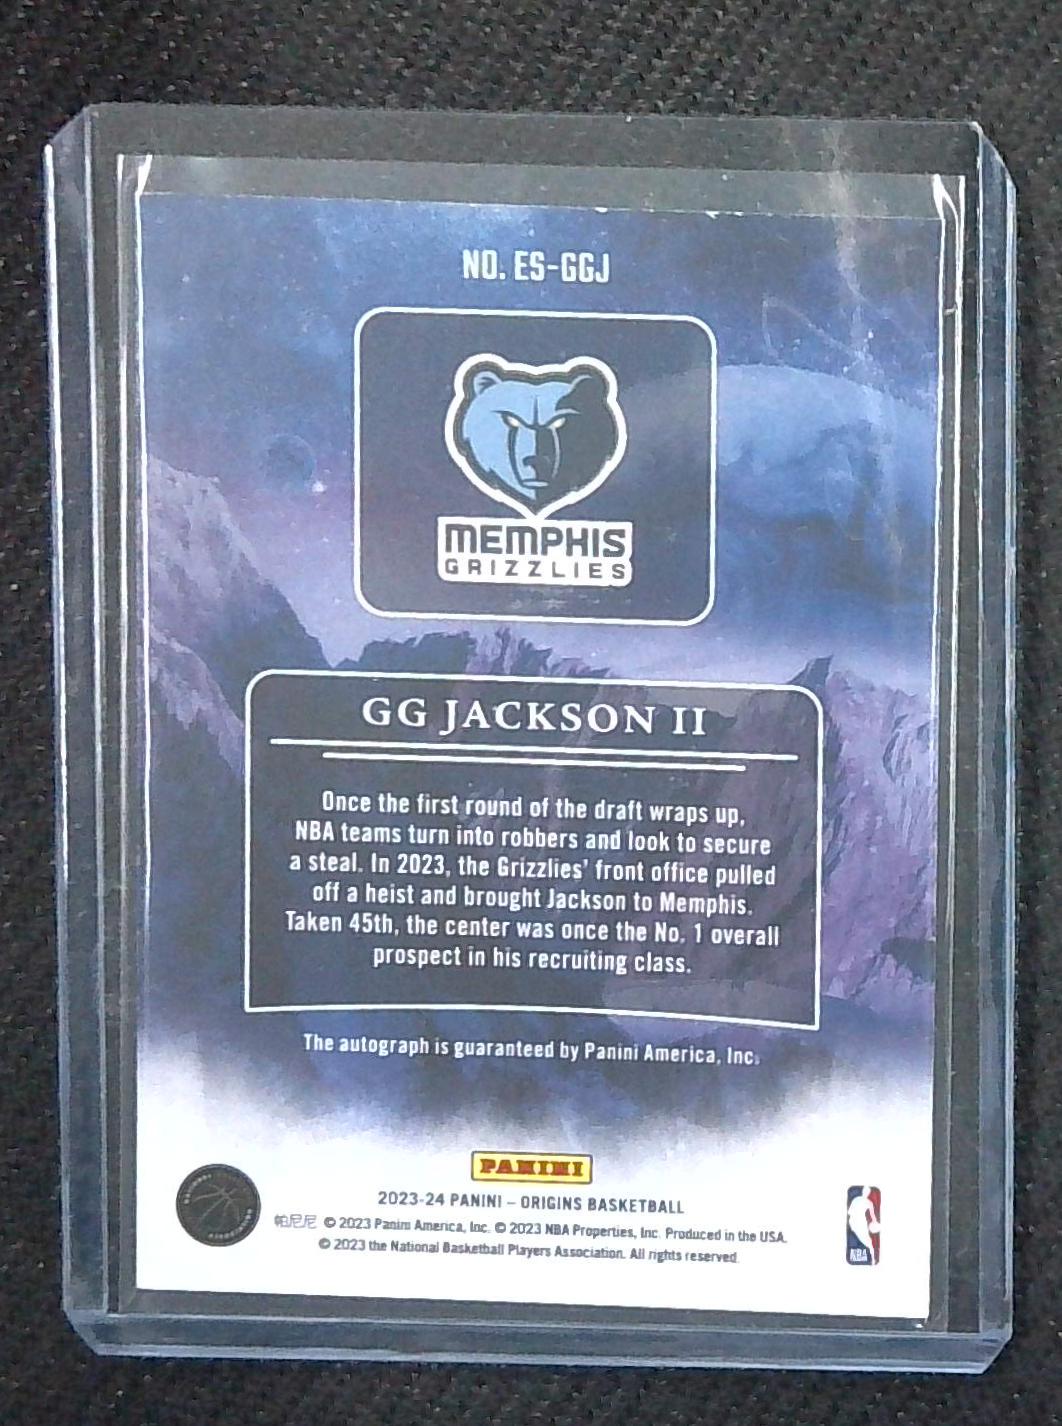 NO. ES-GGJ
MEMPHIS
GRIZZLIES
GG JACKSON II
Once the first round of the draft wraps up,
NBA teams turn into robbers and look to secure
a steal. In 2023, the Grizzlies' front office pulled
off a heist and brought Jackson to Memphis.
Taken 45th, the center was once the No. 1 overall
prospect in his recruiting class.
The autograph is guaranteed by Panini America, Inc.
PANINI
2023-24 PANINI – ORIGINS BASKETBALL
帕尼尼 © 2023 Panini America, Inc. © 2023 NBA Properties, Inc. Produced in the USA.
© 2023 the National Basketball Players Association. All rights reserved.
NBA